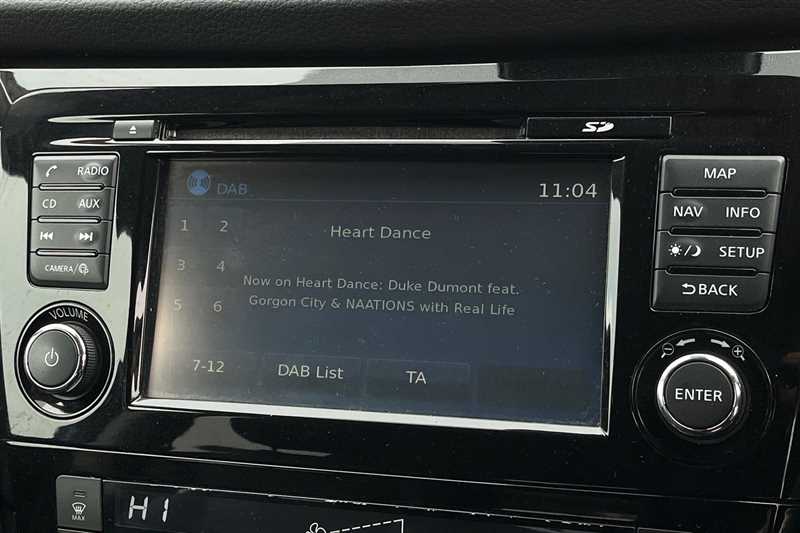 RADIO
CD AUX
CAMERA/
VOLUME
SD
DAB 11:04
1 2
Heart Dance
3 4
Now on Heart Dance: Duke Dumont feat.
5 6
Gorgon City & NAATIONS with Real Life
7-12 DAB List TA
MAP
NAV INFO
SETUP
BACK
ENTER
MAX
HI